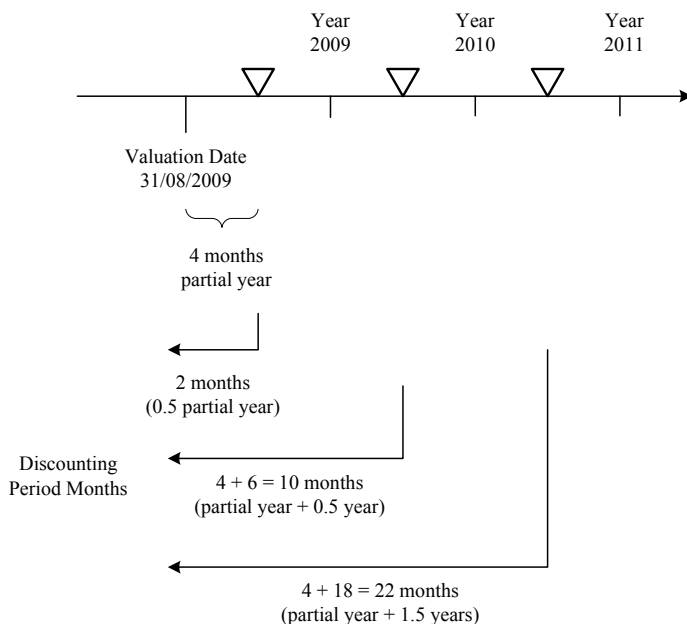 Year
2009
Year
2010
Year
2011
Valuation Date
31/08/2009
4 months
partial year
2 months
(0.5 partial year)
Discounting
Period Months
4 + 6 = 10 months
(partial year + 0.5 year)
4 + 18 = 22 months
(partial year + 1.5 years)